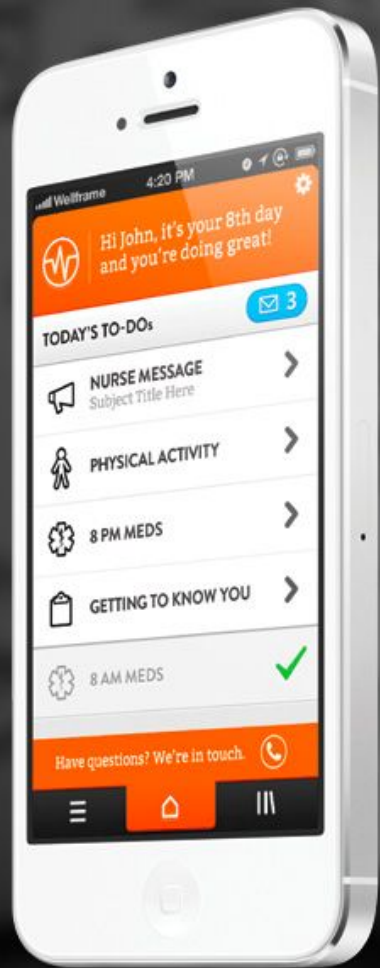 Wellframe 4:20 PM
Hi John, it's your 8th day
and you're doing great!
TODAY'S TO-DOs 3
NURSE MESSAGE
Subject Title Here
PHYSICAL ACTIVITY
8 PM MEDS
GETTING TO KNOW YOU
8 AM MEDS
Have questions? We're in touch.